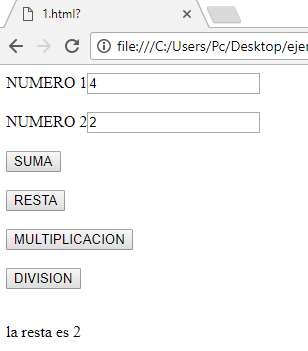 1.html?
file:///C:/Users/Pc/Desktop/ejer
NUMERO 1 4
NUMERO 2 2
SUMA
RESTA
MULTIPLICACION
DIVISION
la resta es 2